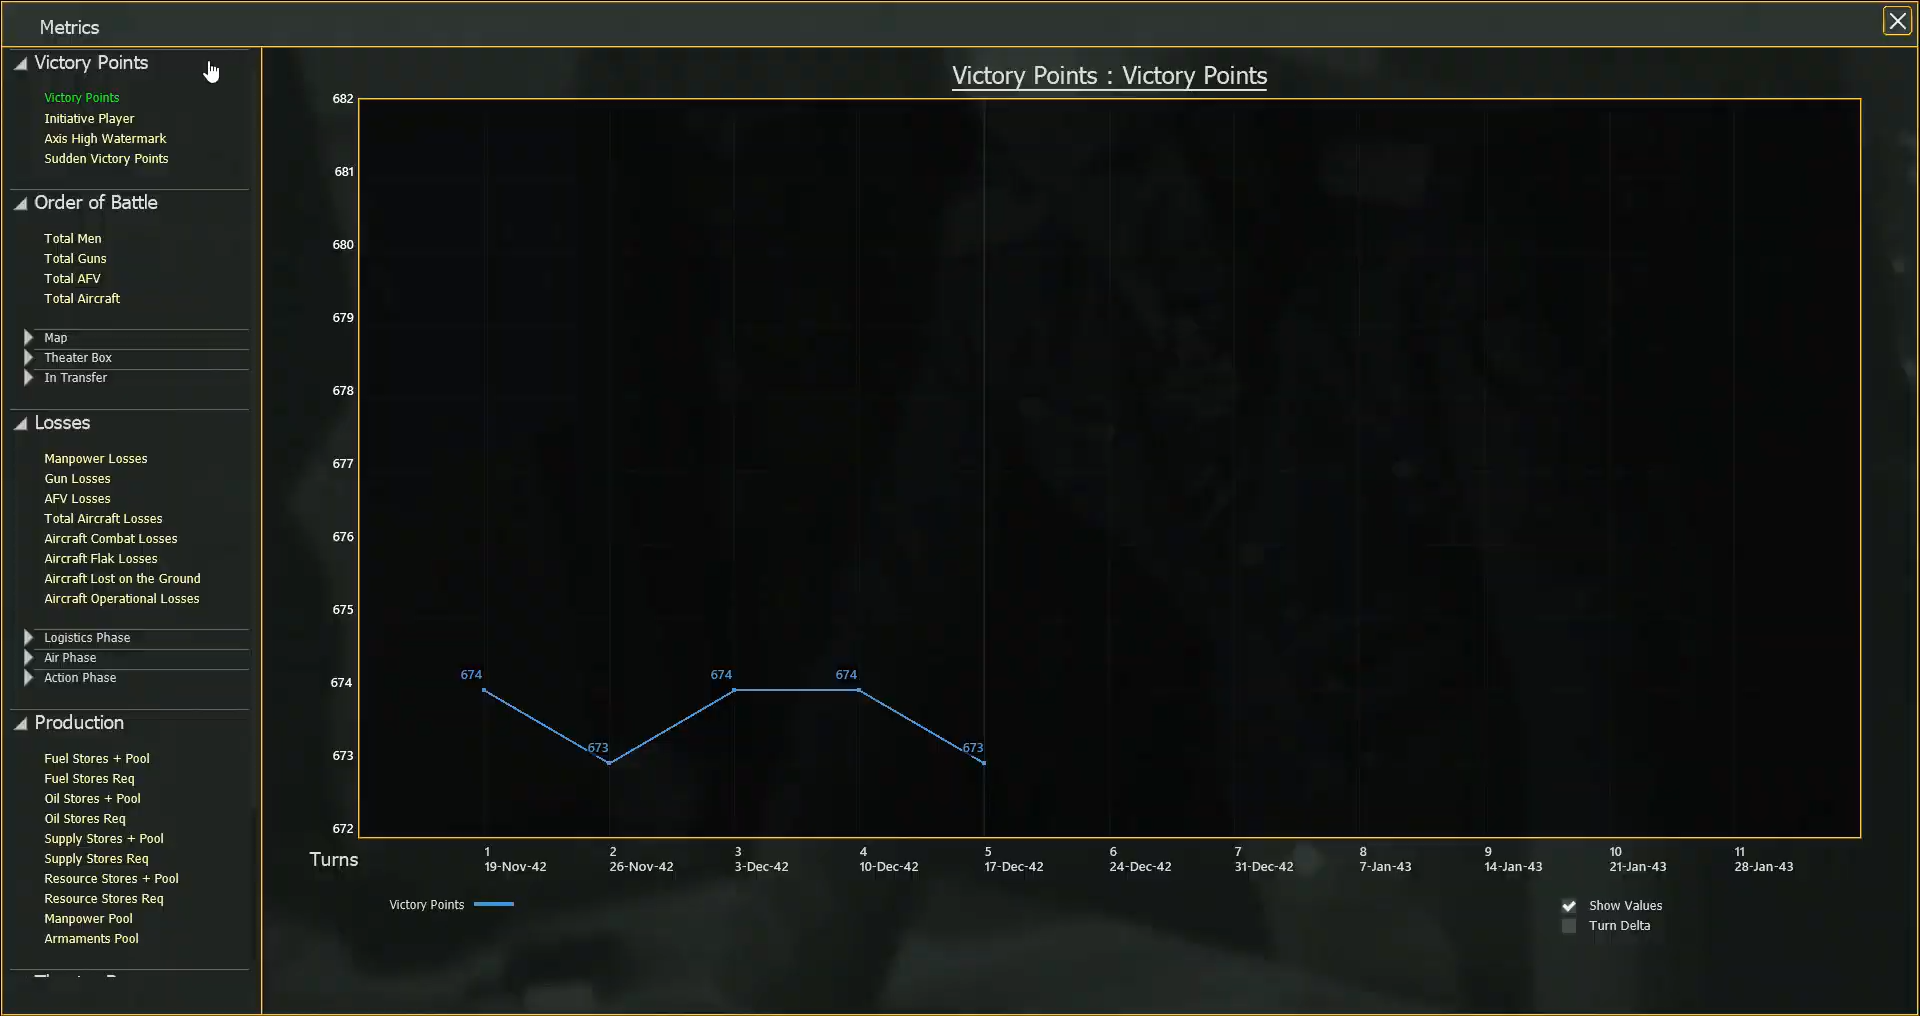 Metrics
Victory Points
Victory Points
Initiative Player
Axis High Watermark
Sudden Victory Points
Order of Battle
Total Men
Total Guns
Total AFV
Total Aircraft
Map
Theater Box
In Transfer
Losses
Manpower Losses
Gun Losses
AFV Losses
Total Aircraft Losses
Aircraft Combat Losses
Aircraft Flak Losses
Aircraft Lost on the Ground
Aircraft Operational Losses
Logistics Phase
Air Phase
Action Phase
Production
Fuel Stores + Pool
Fuel Stores Req
Oil Stores + Pool
Oil Stores Req
Supply Stores + Pool
Supply Stores Req
Resource Stores + Pool
Resource Stores Req
Manpower Pool
Armaments Pool
Victory Points : Victory Points
682
681
680
679
678
677
676
675
674
673
672
674
673
674
674
673
Turns
1 2 3 4 5 6 7 8 9 10 11
19-Nov-42 26-Nov-42 3-Dec-42 10-Dec-42 17-Dec-42 24-Dec-42 31-Dec-42 7-Jan-43 14-Jan-43 21-Jan-43 28-Jan-43
Victory Points
Show Values
Turn Delta